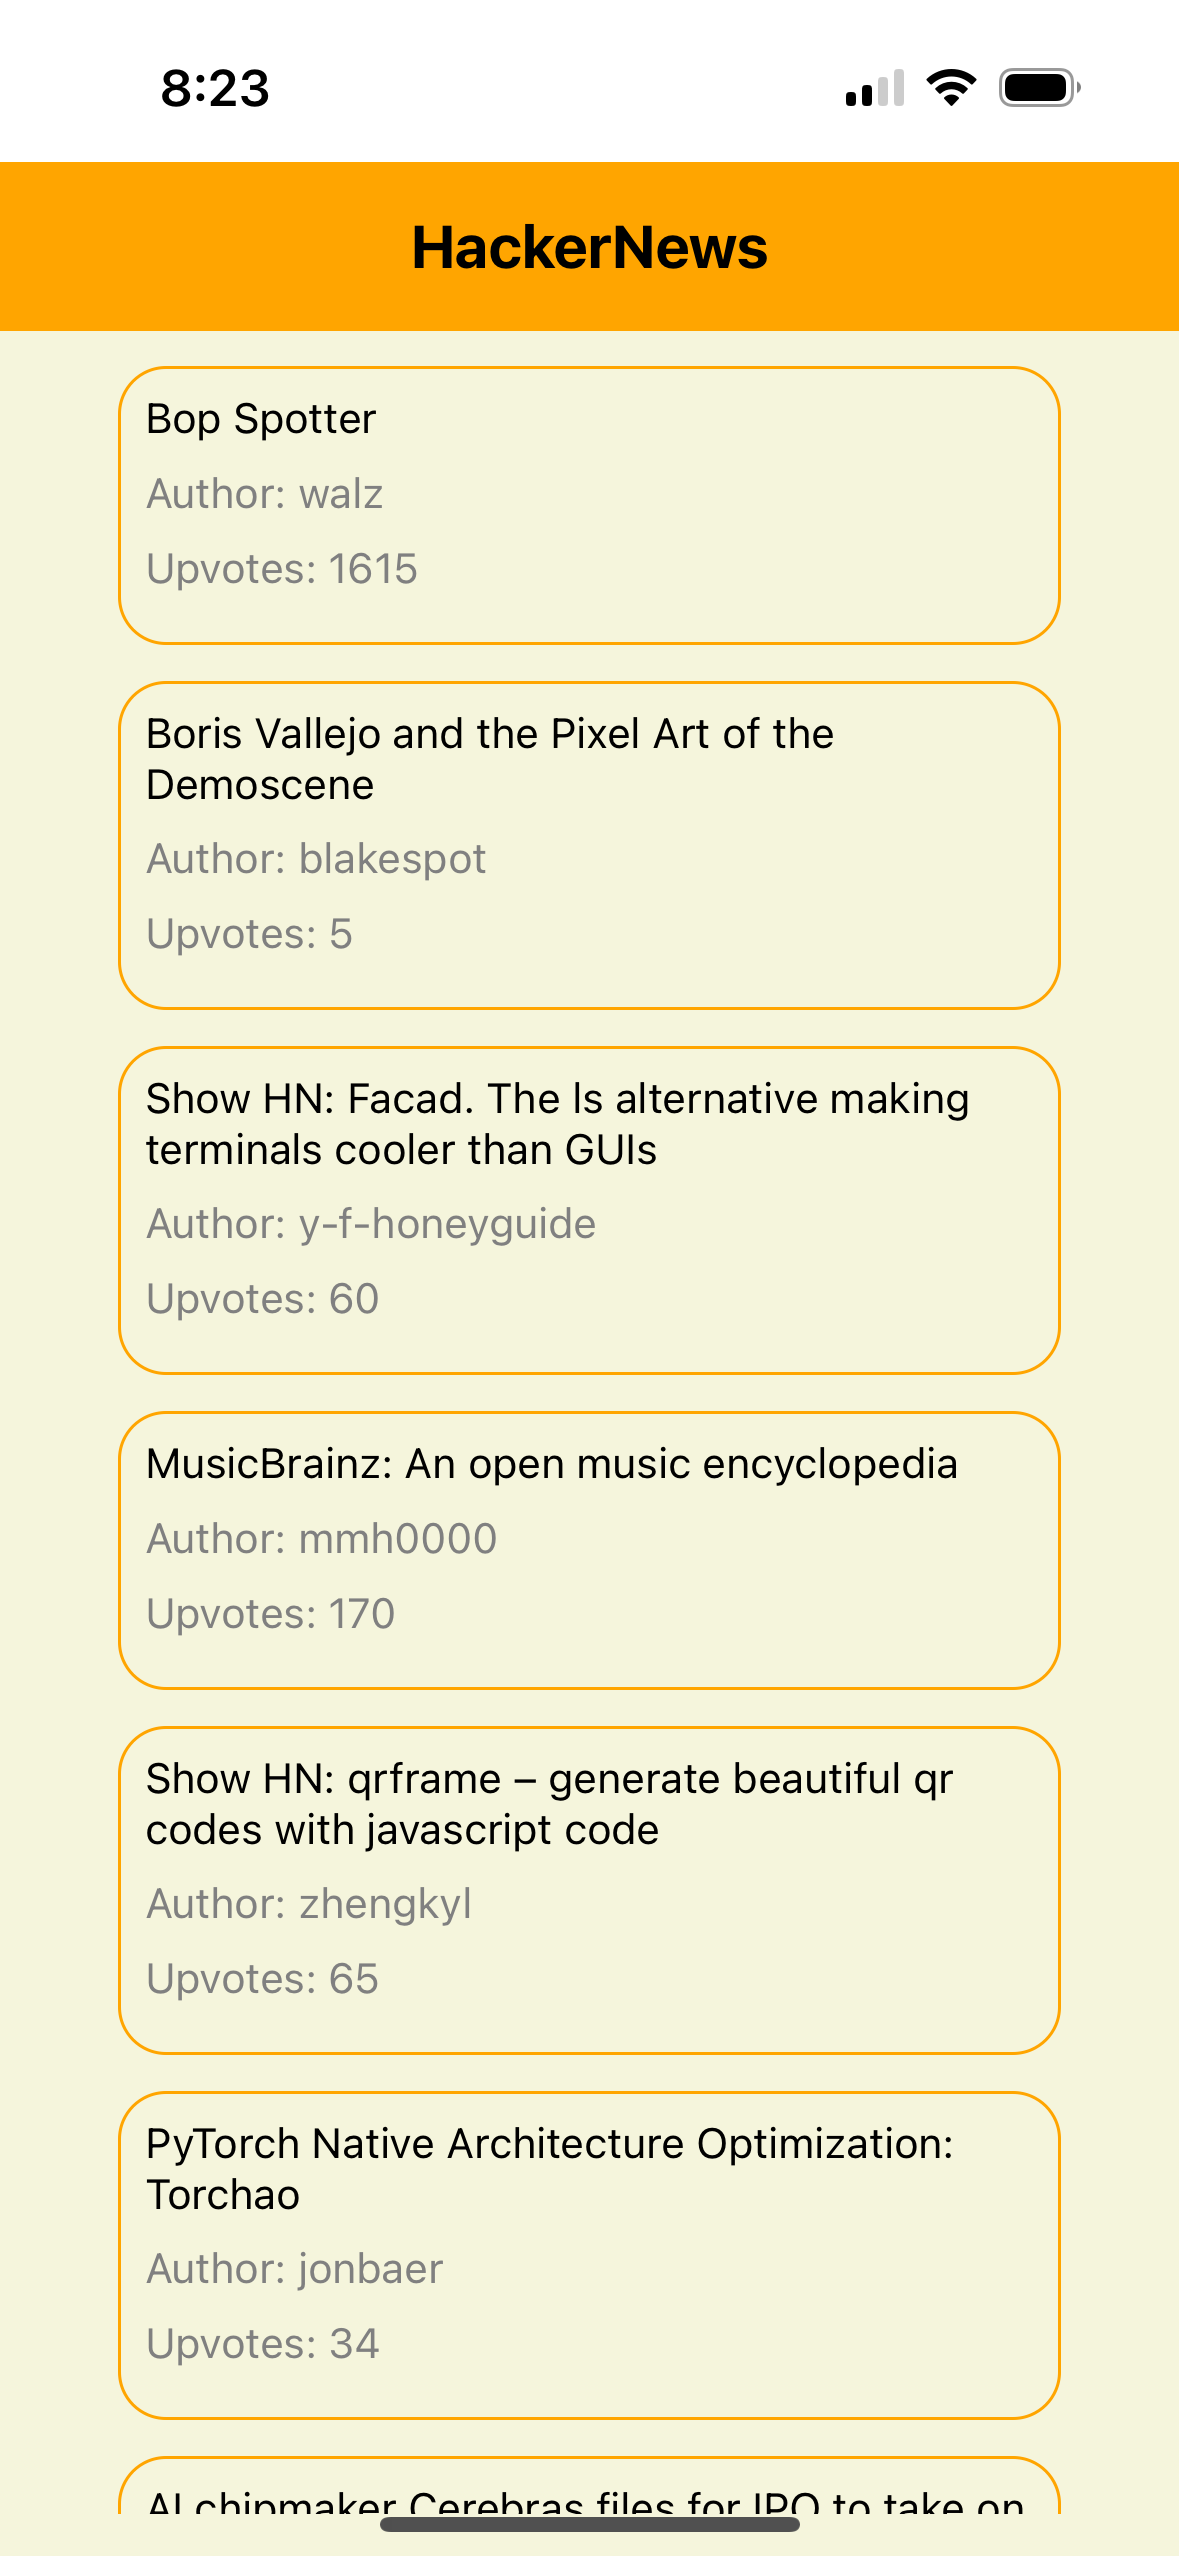 8:23
HackerNews
Bop Spotter
Author: walz
Upvotes: 1615
Boris Vallejo and the Pixel Art of the
Demoscene
Author: blakespot
Upvotes: 5
Show HN: Facad. The ls alternative making
terminals cooler than GUIs
Author: y-f-honeyguide
Upvotes: 60
MusicBrainz: An open music encyclopedia
Author: mmh0000
Upvotes: 170
Show HN: qrframe – generate beautiful qr
codes with javascript code
Author: zhengkyl
Upvotes: 65
PyTorch Native Architecture Optimization:
Torchao
Author: jonbaer
Upvotes: 34
AI chipmaker Cerebras files for IPO to take on